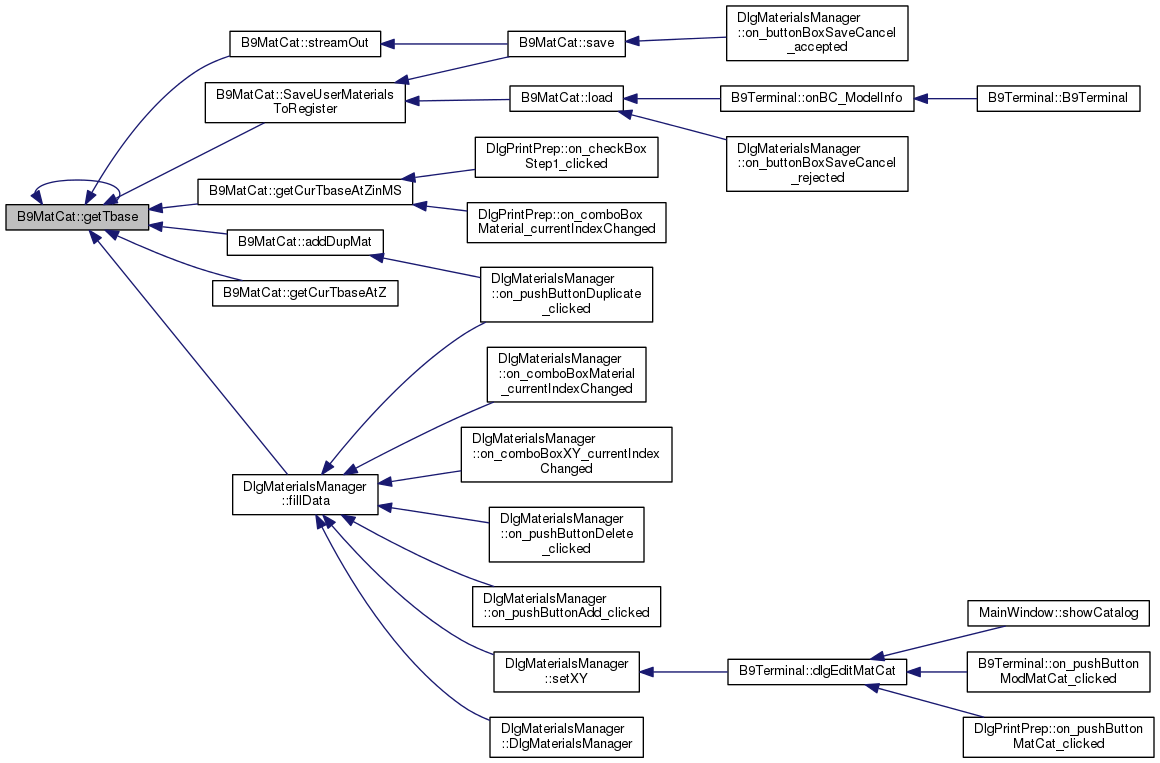 B9MatCat::getTbase
B9MatCat::streamOut
B9MatCat::save
DlgMaterialsManager
::on_buttonBoxSaveCancel
_accepted
B9MatCat::SaveUserMaterials
ToRegister
B9MatCat::load
B9Terminal::onBC_ModelInfo
B9Terminal::B9Terminal
DlgMaterialsManager
::on_buttonBoxSaveCancel
_rejected
B9MatCat::getCurTbaseAtZinMS
DlgPrintPrep::on_checkBox
Step1_clicked
DlgPrintPrep::on_comboBox
Material_currentIndexChanged
B9MatCat::addDupMat
DlgMaterialsManager
::on_pushButtonDuplicate
_clicked
B9MatCat::getCurTbaseAtZ
DlgMaterialsManager
::fillData
DlgMaterialsManager
::on_comboBoxMaterial
_currentIndexChanged
DlgMaterialsManager
::on_comboBoxXY_currentIndex
Changed
DlgMaterialsManager
::on_pushButtonDelete
_clicked
DlgMaterialsManager
::on_pushButtonAdd_clicked
DlgMaterialsManager
::setXY
B9Terminal::dlgEditMatCat
MainWindow::showCatalog
B9Terminal::on_pushButton
ModMatCat_clicked
DlgPrintPrep::on_pushButton
MatCat_clicked
DlgMaterialsManager
::DlgMaterialsManager